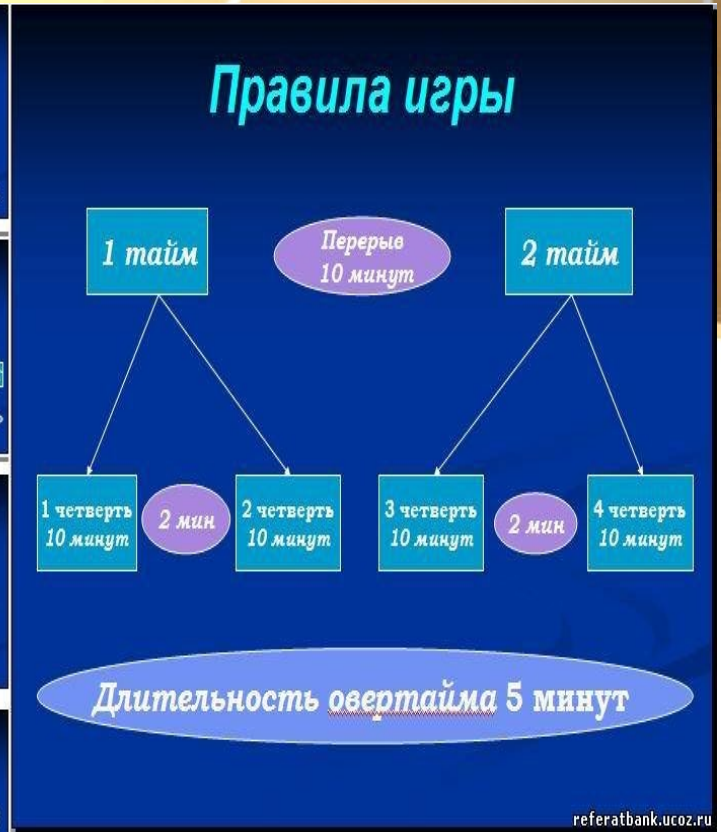 Правила игры
1 тайм
Перерыв
10 минут
2 тайм
1 четверть
10 минут
2 мин
2 четверть
10 минут
3 четверть
10 минут
2 мин
4 четверть
10 минут
Длительность овертайма 5 минут
referatbank.ucoz.ru